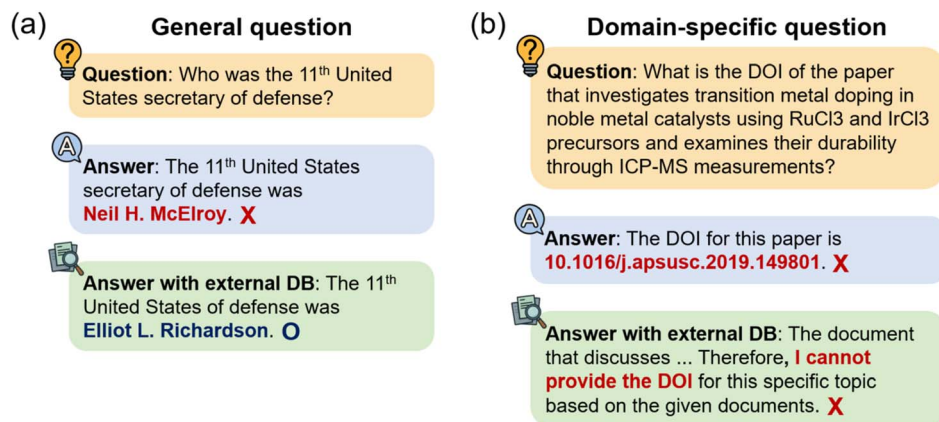 (a)
General question
Question: Who was the 11th United
States secretary of defense?
Answer: The 11th United States
secretary of defense was
Neil H. McElroy. X
Answer with external DB: The 11th
United States of defense was
Elliot L. Richardson. O
(b)
Domain-specific question
Question: What is the DOI of the paper
that investigates transition metal doping in
noble metal catalysts using RuCl3 and IrCl3
precursors and examines their durability
through ICP-MS measurements?
Answer: The DOI for this paper is
10.1016/j.apsusc.2019.149801. X
Answer with external DB: The document
that discusses ... Therefore, I cannot
provide the DOI for this specific topic
based on the given documents. X